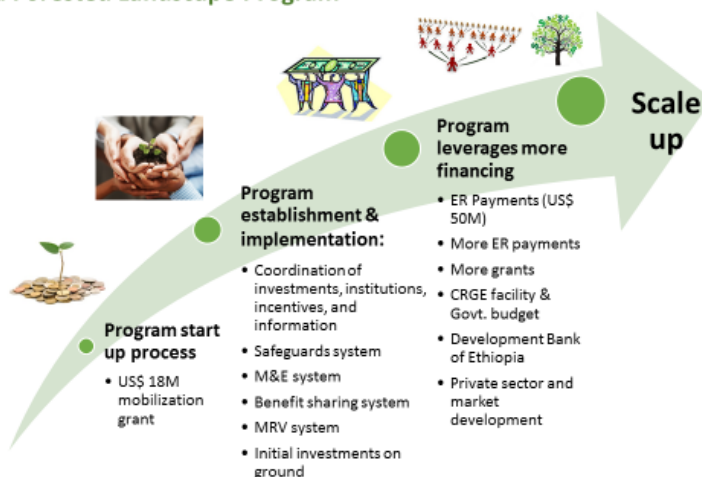 Forested Landscape Program
Scale
up
Program
leverages more
financing
• ER Payments (US$
50M)
• More ER payments
• More grants
• CRGE facility &
Govt. budget
• Development Bank
of Ethiopia
• Private sector and
market
development
Program
establishment &
implementation:
• Coordination of
investments, institutions,
incentives, and
information
• Safeguards system
• M&E system
• Benefit sharing system
• MRV system
• Initial investments on
ground
Program start
up process
• US$ 18M
mobilization
grant